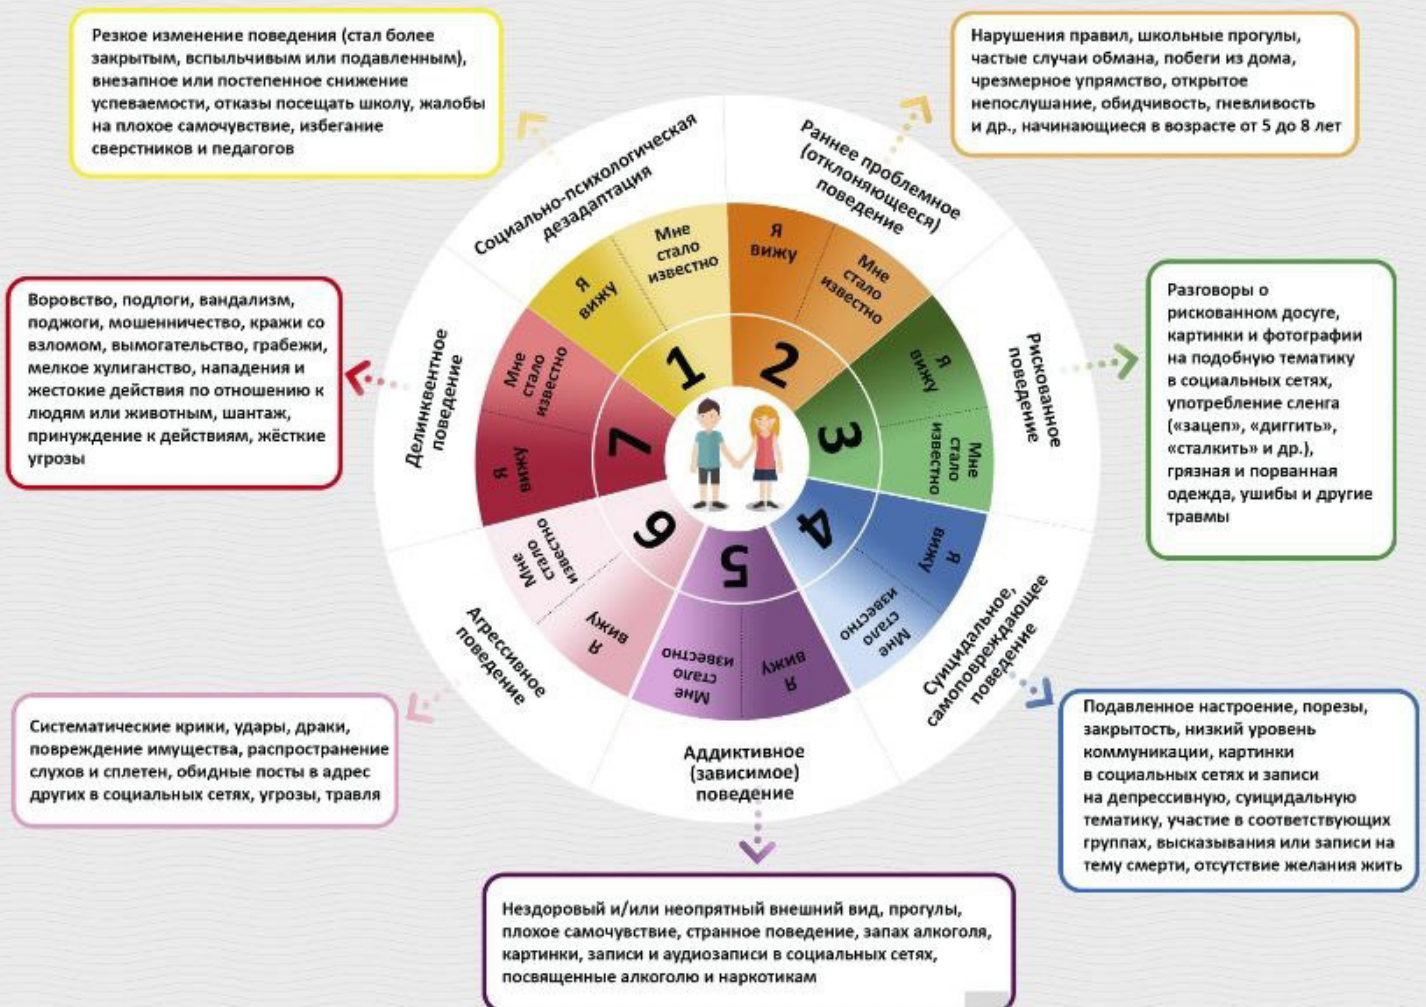 Резкое изменение поведения (стал более
закрытым, вспыльчивым или подавленным),
внезапное или постепенное снижение
успеваемости, отказы посещать школу, жалобы
на плохое самочувствие, избегание
сверстников и педагогов
Нарушения правил, школьные прогулы,
частые случаи обмана, побеги из дома,
чрезмерное упрямство, открытое
непослушание, обидчивость, гневливость
и др., начинающиеся в возрасте от 5 до 8 лет
Разговоры о
рискованном досуге,
картинки и фотографии
на подобную тематику
в социальных сетях,
употребление сленга
(«зацеп», «диггить»,
«сталкить» и др.),
грязная и порванная
одежда, ушибы и другие
травмы
Подавленное настроение, порезы,
закрытость, низкий уровень
коммуникации, картинки
в социальных сетях и записи
на депрессивную, суицидальную
тематику, участие в соответствующих
группах, высказывания или записи на
тему смерти, отсутствие желания жить
Нездоровый и/или неопрятный внешний вид, прогулы,
плохое самочувствие, странное поведение, запах алкоголя,
картинки, записи и аудиозаписи в социальных сетях,
посвященные алкоголю и наркотикам
Систематические крики, удары, драки,
повреждение имущества, распространение
слухов и сплетен, обидные посты в адрес
других в социальных сетях, угрозы, травля
Воровство, подлоги, вандализм,
поджоги, мошенничество, кражи со
взломом, вымогательство, грабежи,
мелкое хулиганство, нападения и
жестокие действия по отношению к
людям или животным, шантаж,
принуждение к действиям, жёсткие
угрозы
Социально-психологическая
дезадаптация
Я
вижу
Мне
стало
известно
1
Раннее проблемное
(отклоняющееся)
поведение
Я
вижу
Мне
стало
известно
2
Рискованное
поведение
Я
вижу
Мне
стало
известно
3
Суицидальное,
самоповреждающее
поведение
Я
вижу
Мне
стало
известно
4
Аддиктивное
(зависимое)
поведение
Я
вижу
Мне
стало
известно
5
Агрессивное
поведение
Я
вижу
Мне
стало
известно
6
Делинквентное
поведение
Я
вижу
Мне
стало
известно
7